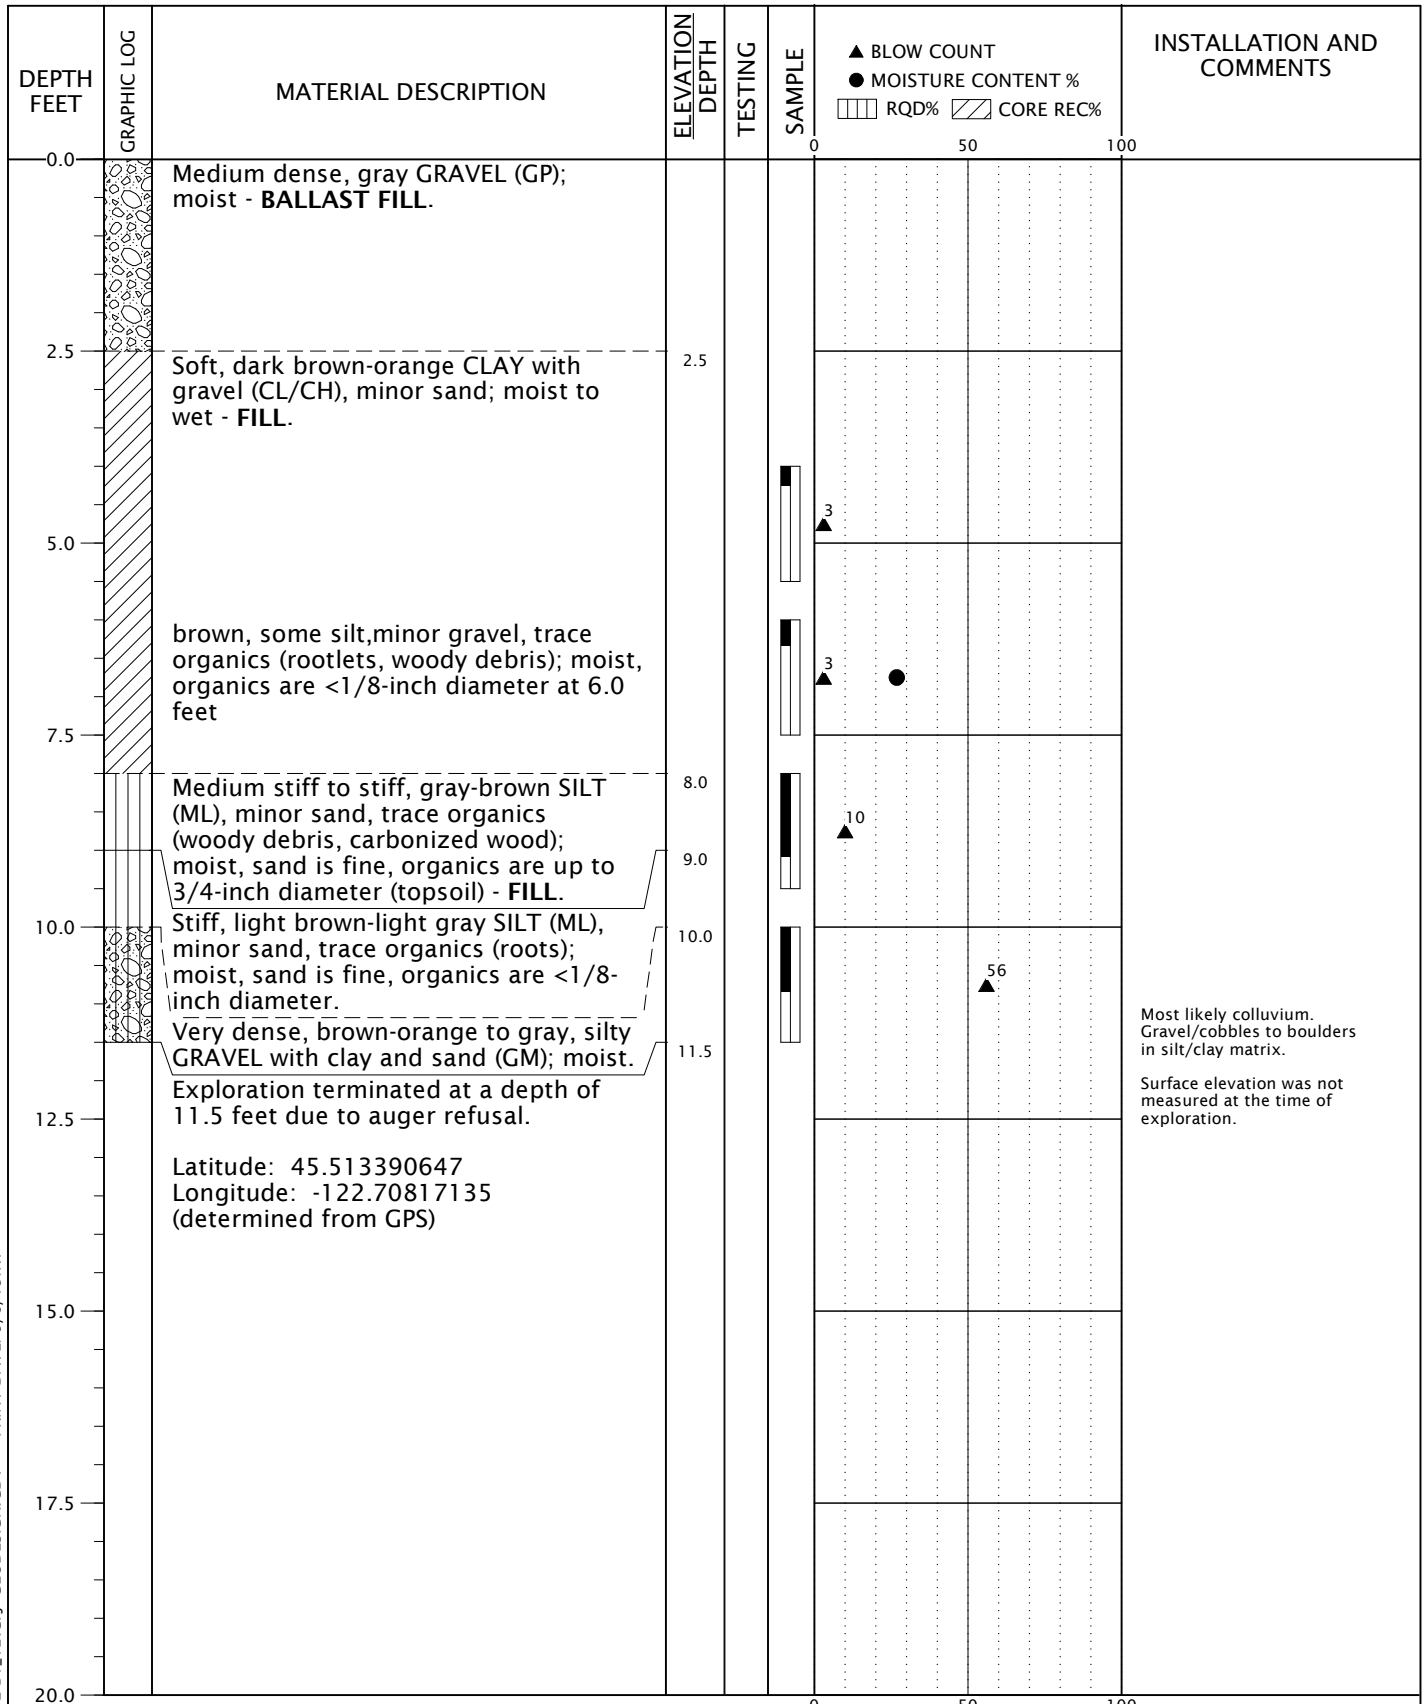 DEPTH
FEET
GRAPHIC LOG
MATERIAL DESCRIPTION
ELEVATION
DEPTH
TESTING
SAMPLE
▲ BLOW COUNT
● MOISTURE CONTENT %
RQD% CORE REC%
INSTALLATION AND
COMMENTS
0 50 100
0.0
Medium dense, gray GRAVEL (GP);
moist - BALLAST FILL.
2.5
2.5
Soft, dark brown-orange CLAY with
gravel (CL/CH), minor sand; moist to
wet - FILL.
3
5.0
brown, some silt,minor gravel, trace
organics (rootlets, woody debris); moist,
organics are <1/8-inch diameter at 6.0
feet
3
7.5
Medium stiff to stiff, gray-brown SILT
(ML), minor sand, trace organics
(woody debris, carbonized wood);
moist, sand is fine, organics are up to
3/4-inch diameter (topsoil) - FILL.
8.0
10
9.0
Stiff, light brown-light gray SILT (ML),
minor sand, trace organics (roots);
moist, sand is fine, organics are <1/8-
inch diameter.
10.0
10.0
56
Very dense, brown-orange to gray, silty
GRAVEL with clay and sand (GM); moist.
11.5
Most likely colluvium.
Gravel/cobbles to boulders
in silt/clay matrix.
Surface elevation was not
measured at the time of
exploration.
Exploration terminated at a depth of
11.5 feet due to auger refusal.
12.5
Latitude: 45.513390647
Longitude: -122.70817135
(determined from GPS)
15.0
17.5
20.0
0 50 100